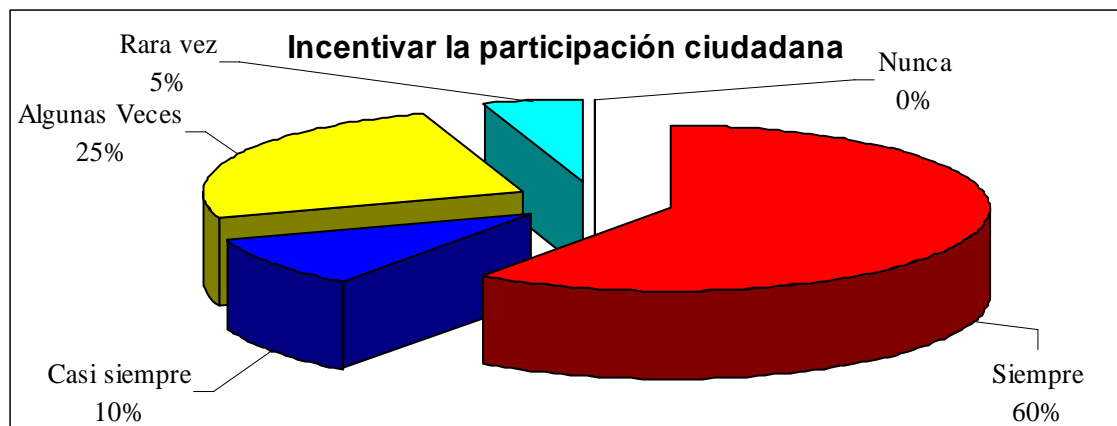 Incentivar la participación ciudadana
Rara vez
5%
Nunca
0%
Algunas Veces
25%
Casi siempre
10%
Siempre
60%